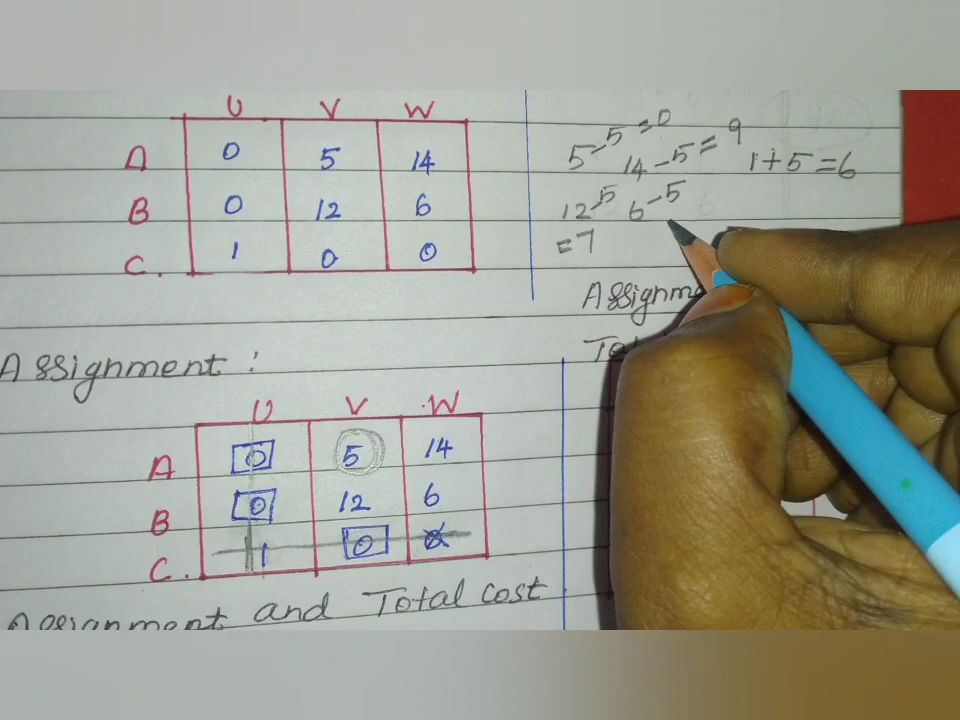 U V W
A 0 5 14
B 0 12 6
C. 1 0 0
5-5=0
14-5=9
1+5=6
12-5 6-5
=7
Assignm
Assignment :
U V W
A 0 5 14
B 0 12 6
C. 1 0 0
Assignment and Total cost